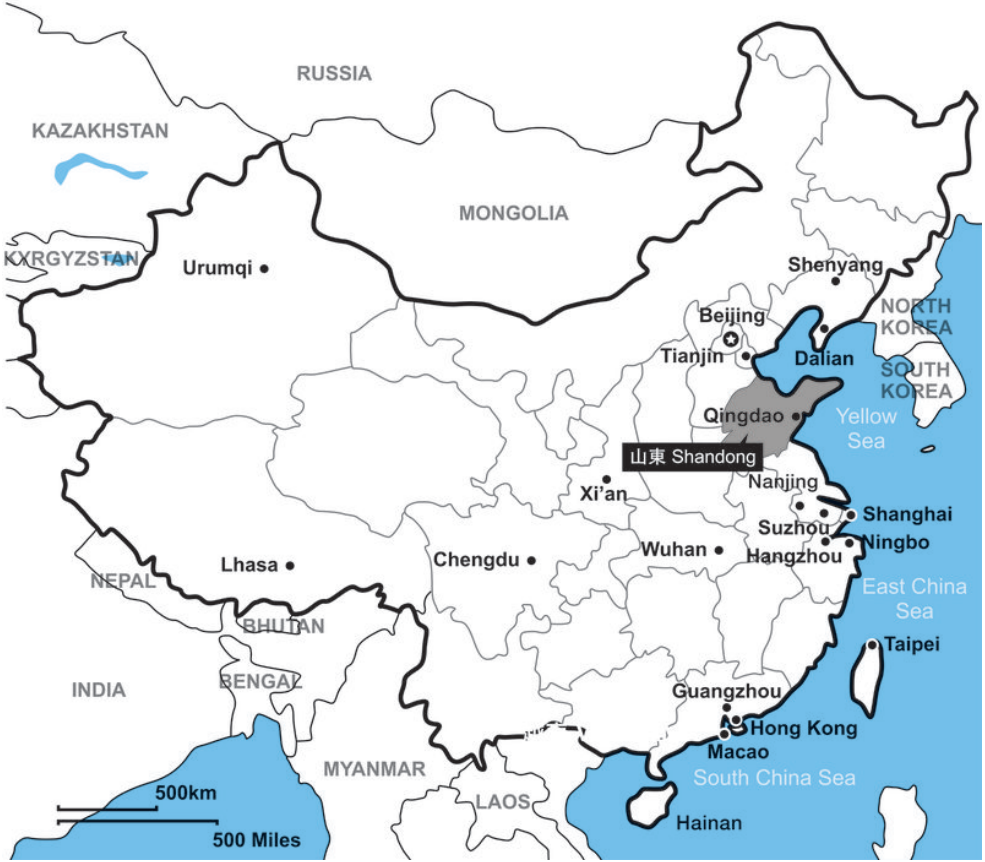 RUSSIA
KAZAKHSTAN
MONGOLIA
KYRGYZSTAN
Urumqi
Shenyang
NORTH
KOREA
Beijing
Tianjin
Dalian
SOUTH
KOREA
Qingdao
Yellow
Sea
山東 Shandong
Nanjing
Xi'an
Shanghai
Suzhou
Ningbo
Wuhan
Hangzhou
Chengdu
Lhasa
NEPAL
East China
Sea
BHUTAN
Taipei
BENGAL
INDIA
Guangzhou
Hong Kong
Macao
MYANMAR
South China Sea
500km
LAOS
Hainan
500 Miles